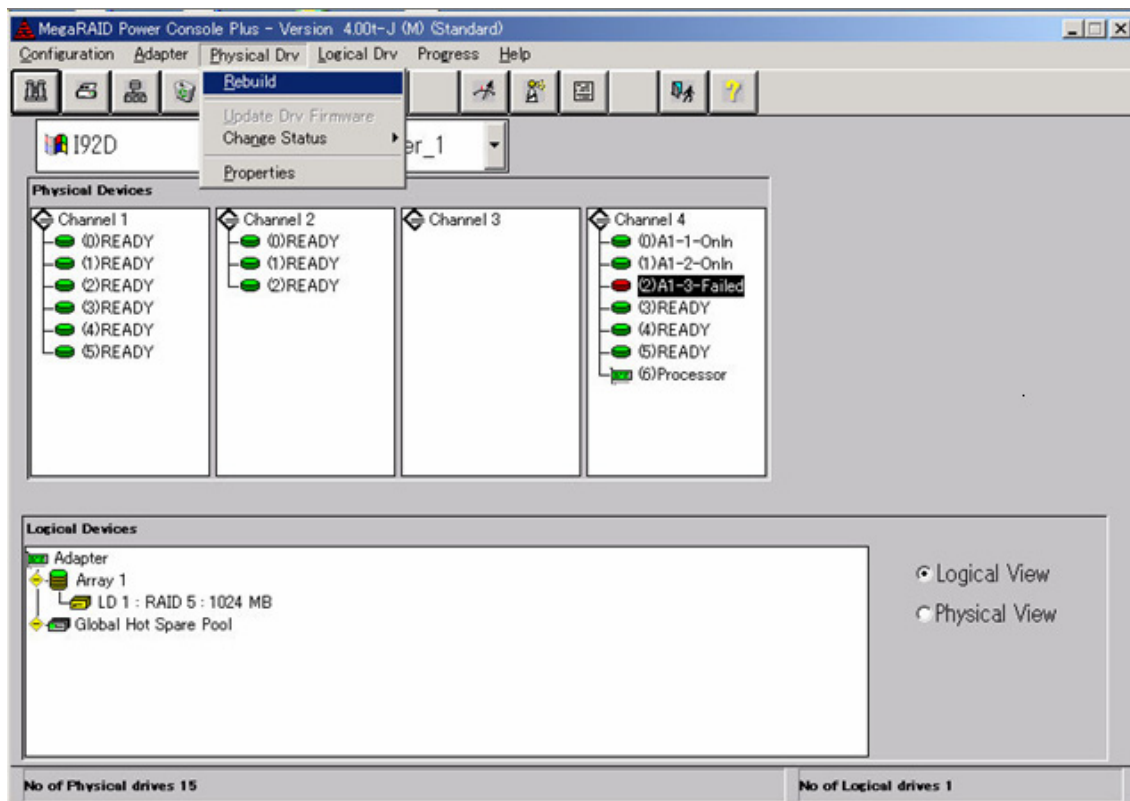 MegaRAID Power Console Plus - Version 4.00t-J (M) (Standard)
Configuration Adapter Physical Drv Logical Drv Progress Help
Rebuild
Update Drv Firmware
Change Status
Properties
I92D
er_1
Physical Devices
Channel 1
(0)READY
(1)READY
(2)READY
(3)READY
(4)READY
(5)READY
Channel 2
(0)READY
(1)READY
(2)READY
Channel 3
Channel 4
(0)A1-1-Onln
(1)A1-2-Onln
(2)A1-3-Failed
(3)READY
(4)READY
(5)READY
(6)Processor
Logical Devices
Adapter
Array 1
LD 1 : RAID 5 : 1024 MB
Global Hot Spare Pool
Logical View
Physical View
No of Physical drives 15
No of Logical drives 1